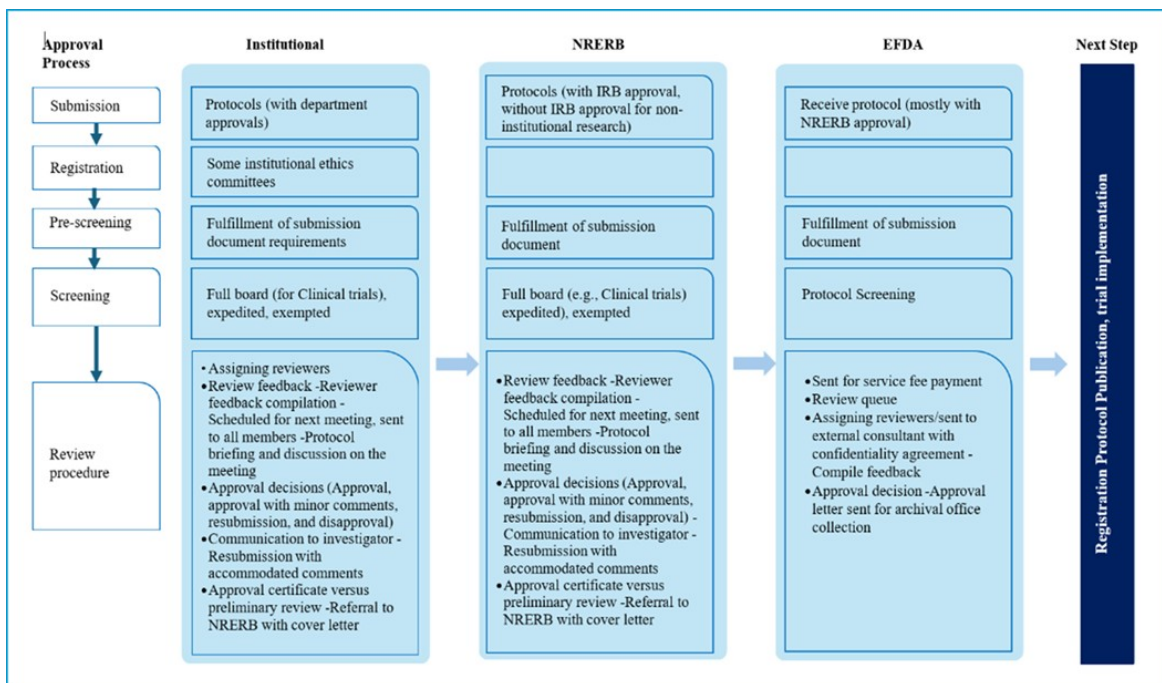 Approval
Process
Institutional
NRERB
EFDA
Next Step
Submission
Protocols (with department
approvals)
Protocols (with IRB approval,
without IRB approval for non-
institutional research)
Receive protocol (mostly with
NRERB approval)
Registration
Some institutional ethics
committees
Pre-screening
Fulfillment of submission
document requirements
Fulfillment of submission
document
Fulfillment of submission
document
Screening
Full board (for Clinical trials),
expedited, exempted
Full board (e.g., Clinical trials)
expedited), exempted
Protocol Screening
Review
procedure
•Assigning reviewers
•Review feedback -Reviewer
feedback compilation -
Scheduled for next meeting, sent
to all members -Protocol
briefing and discussion on the
meeting
•Approval decisions (Approval,
approval with minor comments,
resubmission, and disapproval)
•Communication to investigator -
Resubmission with
accommodated comments
•Approval certificate versus
preliminary review -Referral to
NRERB with cover letter
•Review feedback -Reviewer
feedback compilation -
Scheduled for next meeting, sent
to all members -Protocol
briefing and discussion on the
meeting
•Approval decisions (Approval,
approval with minor comments,
resubmission, and disapproval) -
Communication to investigator -
Resubmission with
accommodated comments
•Approval certificate versus
preliminary review -Referral to
NRERB with cover letter
•Sent for service fee payment
•Review queue
•Assigning reviewers/sent to
external consultant with
confidentiality agreement -
Compile feedback
•Approval decision -Approval
letter sent for archival office
collection
Registration Protocol Publication, trial implementation